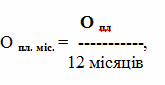 О пл
О пл. міс. = -----------,
12 місяців